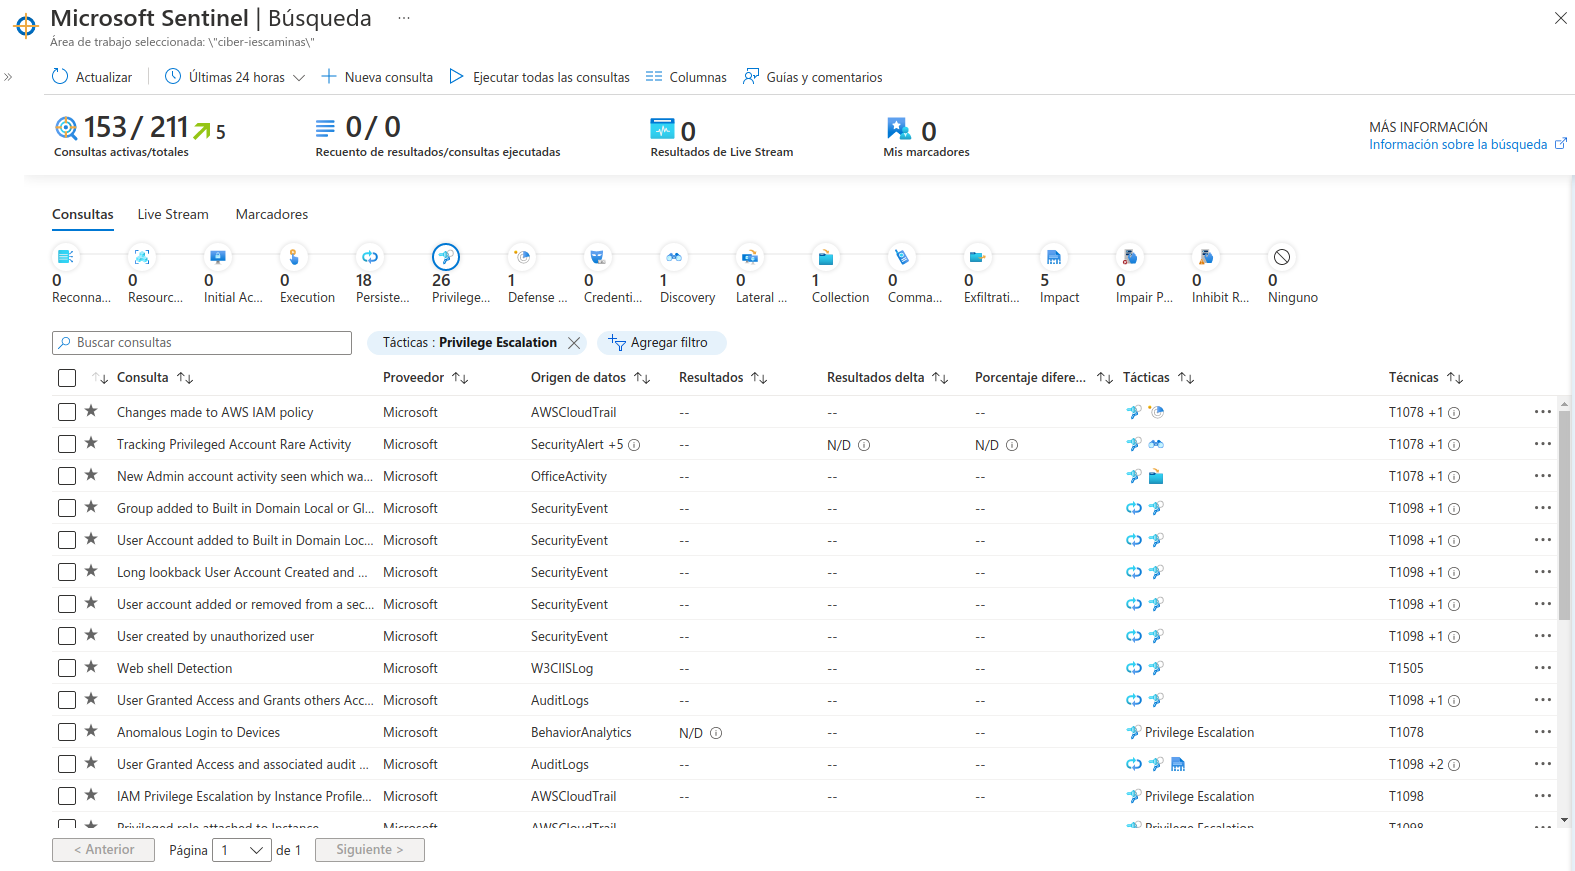 Microsoft Sentinel | Búsqueda ...
Área de trabajo seleccionada: \"ciber-iescaminas\"
Actualizar Últimas 24 horas Nueva consulta Ejecutar todas las consultas Columnas Guías y comentarios
153 / 211 5
Consultas activas/totales
0 / 0
Recuento de resultados/consultas ejecutadas
0
Resultados de Live Stream
0
Mis marcadores
MÁS INFORMACIÓN
Información sobre la búsqueda
Consultas Live Stream Marcadores
0 0 0 0 18 26 1 0 1 0 1 0 0 5 0 0 0
Reconna... Resourc... Initial Ac... Execution Persiste... Privilege... Defense ... Credenti... Discovery Lateral ... Collection Comma... Exfiltrati... Impact Impair P... Inhibit R... Ninguno
Buscar consultas Tácticas : Privilege Escalation Agregar filtro
Consulta Proveedor Origen de datos Resultados Resultados delta Porcentaje difere... Tácticas Técnicas
Changes made to AWS IAM policy Microsoft AWSCloudTrail -- -- -- T1078 +1 ...
Tracking Privileged Account Rare Activity Microsoft SecurityAlert +5 -- N/D N/D T1078 +1 ...
New Admin account activity seen which wa... Microsoft OfficeActivity -- -- -- T1078 +1 ...
Group added to Built in Domain Local or Gl... Microsoft SecurityEvent -- -- -- T1098 +1 ...
User Account added to Built in Domain Loc... Microsoft SecurityEvent -- -- -- T1098 +1 ...
Long lookback User Account Created and ... Microsoft SecurityEvent -- -- -- T1098 +1 ...
User account added or removed from a sec... Microsoft SecurityEvent -- -- -- T1098 +1 ...
User created by unauthorized user Microsoft SecurityEvent -- -- -- T1098 +1 ...
Web shell Detection Microsoft W3CIISLog -- -- -- T1505 ...
User Granted Access and Grants others Acc... Microsoft AuditLogs -- -- -- T1098 +1 ...
Anomalous Login to Devices Microsoft BehaviorAnalytics N/D -- -- Privilege Escalation T1078 ...
User Granted Access and associated audit ... Microsoft AuditLogs -- -- -- T1098 +2 ...
IAM Privilege Escalation by Instance Profile... Microsoft AWSCloudTrail -- -- -- Privilege Escalation T1098 ...
Privileged role attached to Instance Microsoft AWSCloudTrail -- -- -- Privilege Escalation T1098 ...
< Anterior Página 1 de 1 Siguiente >